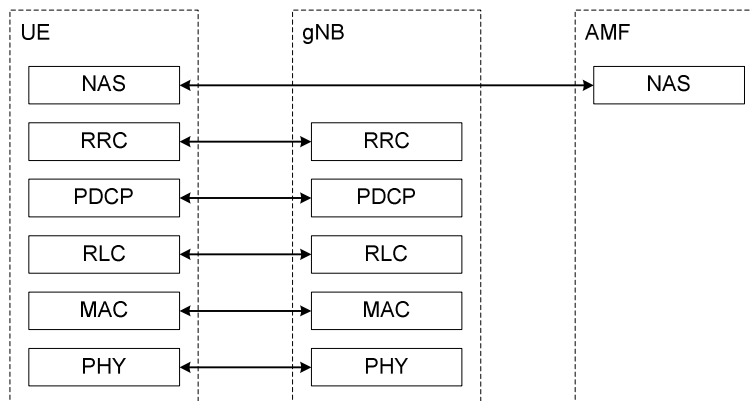 UE gNB AMF
NAS NAS
RRC RRC
PDCP PDCP
RLC RLC
MAC MAC
PHY PHY